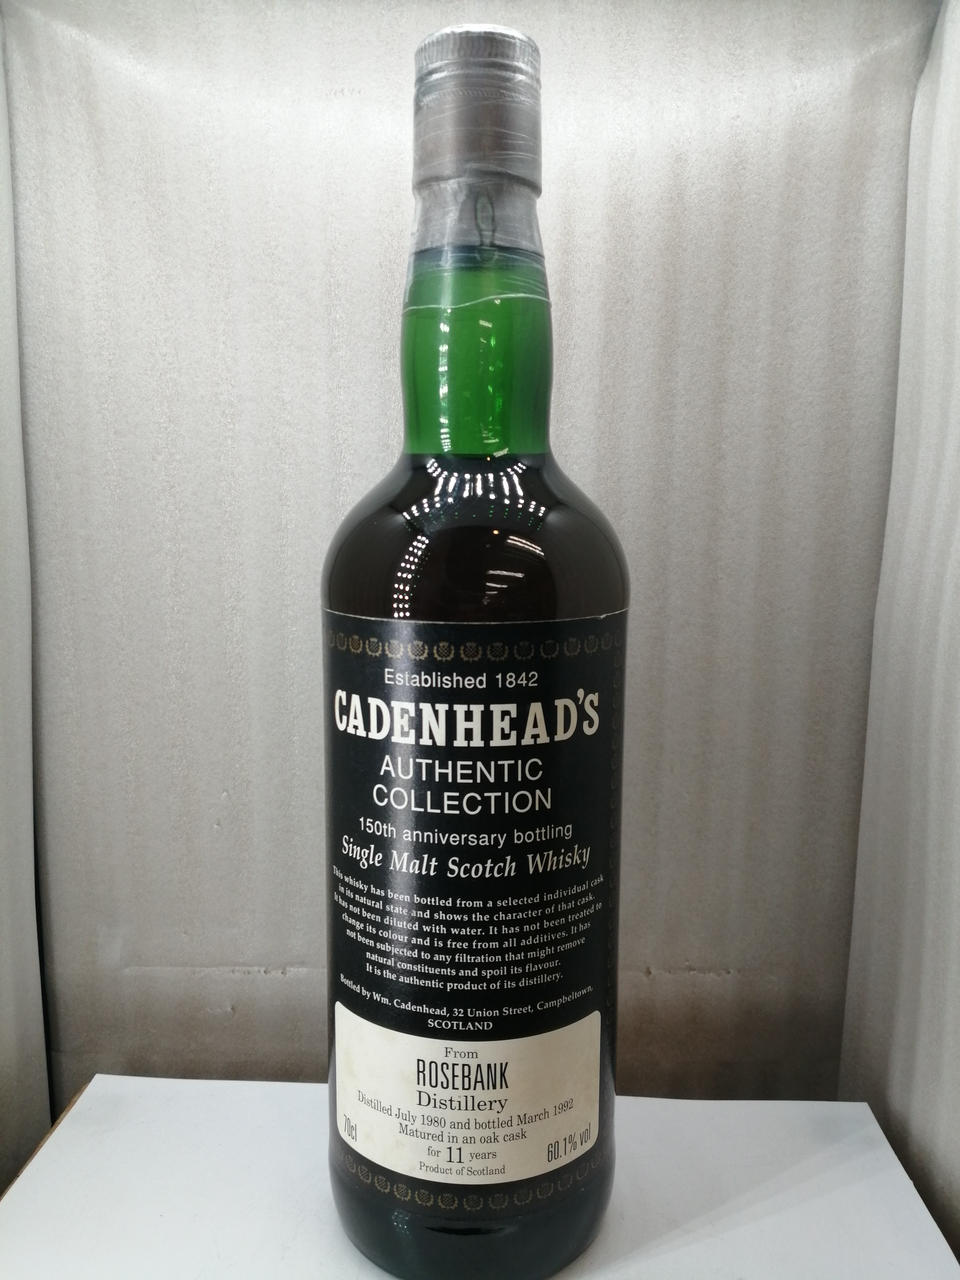 Established 1842
CADENHEAD'S
AUTHENTIC
COLLECTION
150th anniversary bottling
Single Malt Scotch Whisky
This whisky has been bottled from a selected individual cask
in its natural state and shows the character of that cask.
It has not been diluted with water. It has not been treated to
change its colour and is free from all additives. It has
not been subjected to any filtration that might remove
natural constituents and spoil its flavour.
It is the authentic product of its distillery.
Bottled by Wm. Cadenhead, 32 Union Street, Campbeltown,
SCOTLAND
From
ROSEBANK
Distillery
Distilled July 1980 and bottled March 1992
Matured in an oak cask
70cl
for 11 years
60.1% vol
Product of Scotland